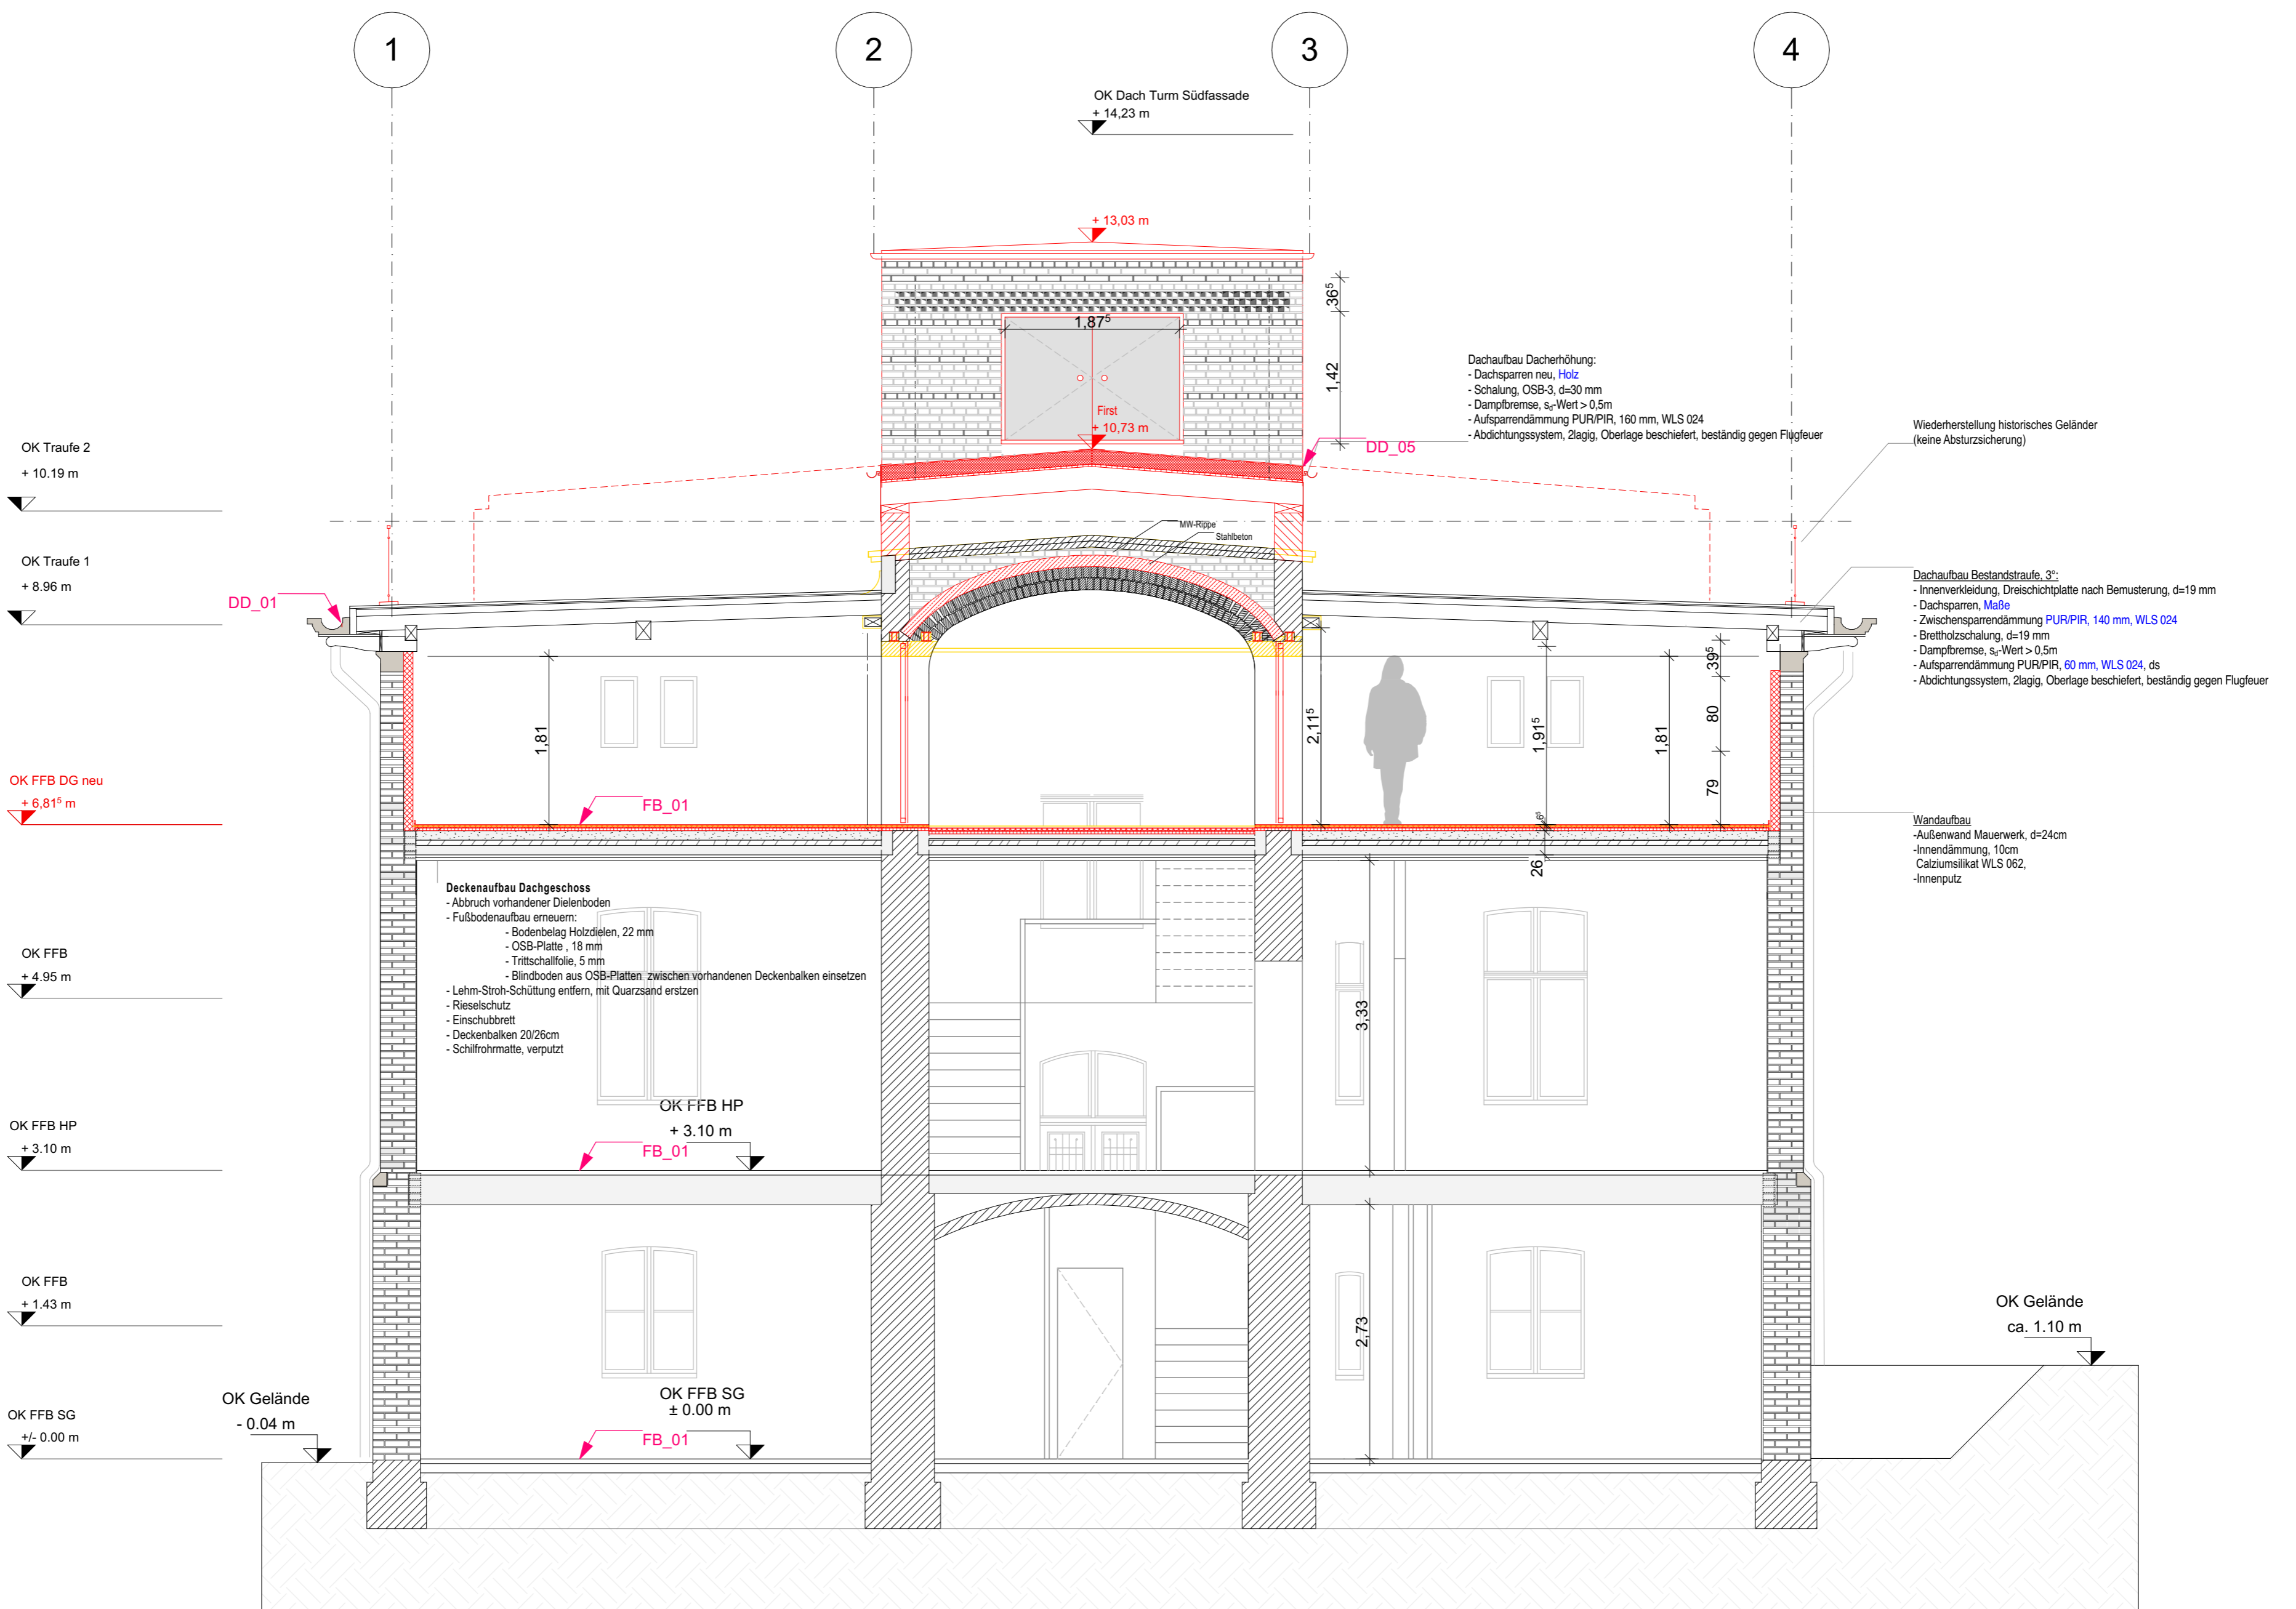 1
2
3
4
OK Dach Turm Südfassade
+ 14,23 m
+ 13,03 m
36⁵
1,87⁵
1,42
First
+ 10,73 m
DD_05
Dachaufbau Dacherhöhung:
- Dachsparren neu, Holz
- Schalung, OSB-3, d=30 mm
- Dampfbremse, sd-Wert > 0,5m
- Aufsparrendämmung PUR/PIR, 160 mm, WLS 024
- Abdichtungssystem, 2lagig, Oberlage beschiefert, beständig gegen Flugfeuer
Wiederherstellung historisches Geländer
(keine Absturzsicherung)
OK Traufe 2
+ 10.19 m
OK Traufe 1
+ 8.96 m
DD_01
MW-Rippe
Stahlbeton
Dachaufbau Bestandstraufe, 3°:
- Innenverkleidung, Dreischichtplatte nach Bemusterung, d=19 mm
- Dachsparren, Maße
- Zwischensparrendämmung PUR/PIR, 140 mm, WLS 024
- Brettholzschalung, d=19 mm
- Dampfbremse, sd-Wert > 0,5m
- Aufsparrendämmung PUR/PIR, 60 mm, WLS 024, ds
- Abdichtungssystem, 2lagig, Oberlage beschiefert, beständig gegen Flugfeuer
1,81
2,11⁵
1,91⁵
1,81
39⁵
80
79
OK FFB DG neu
+ 6,81⁵ m
FB_01
6⁵
26
Wandaufbau
-Außenwand Mauerwerk, d=24cm
-Innendämmung, 10cm
Calziumsilikat WLS 062,
-Innenputz
Deckenaufbau Dachgeschoss
- Abbruch vorhandener Dielenboden
- Fußbodenaufbau erneuern:
- Bodenbelag Holzdielen, 22 mm
- OSB-Platte , 18 mm
- Trittschallfolie, 5 mm
- Blindboden aus OSB-Platten zwischen vorhandenen Deckenbalken einsetzen
- Lehm-Stroh-Schüttung entfern, mit Quarzsand erstzen
- Rieselschutz
- Einschubbrett
- Deckenbalken 20/26cm
- Schilfrohrmatte, verputzt
OK FFB
+ 4.95 m
3,33
OK FFB HP
+ 3.10 m
OK FFB HP
+ 3.10 m
FB_01
OK FFB
+ 1.43 m
2,73
OK Gelände
ca. 1.10 m
OK FFB SG
+/- 0.00 m
OK Gelände
- 0.04 m
OK FFB SG
± 0.00 m
FB_01